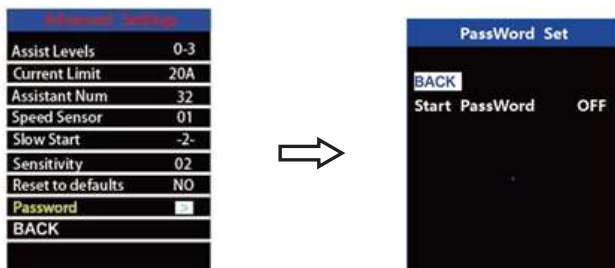 Advanced Settings
Assist Levels 0-3
Current Limit 20A
Assistant Num 32
Speed Sensor 01
Slow Start -2-
Sensitivity 02
Reset to defaults NO
Password >
BACK
PassWord Set
BACK
Start PassWord OFF